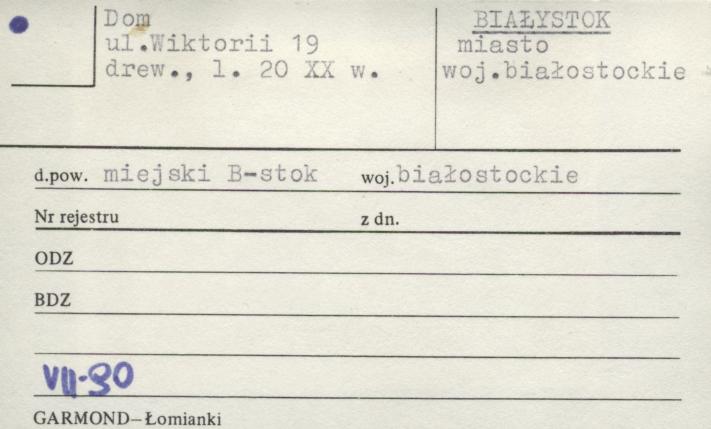 Dom
ul.Wiktorii 19
drew., l. 20 XX w.
BIAŁYSTOK
miasto
woj.białostockie
d.pow. miejski B-stok woj.białostockie
Nr rejestru z dn.
ODZ
BDZ
VII-90
GARMOND–Łomianki